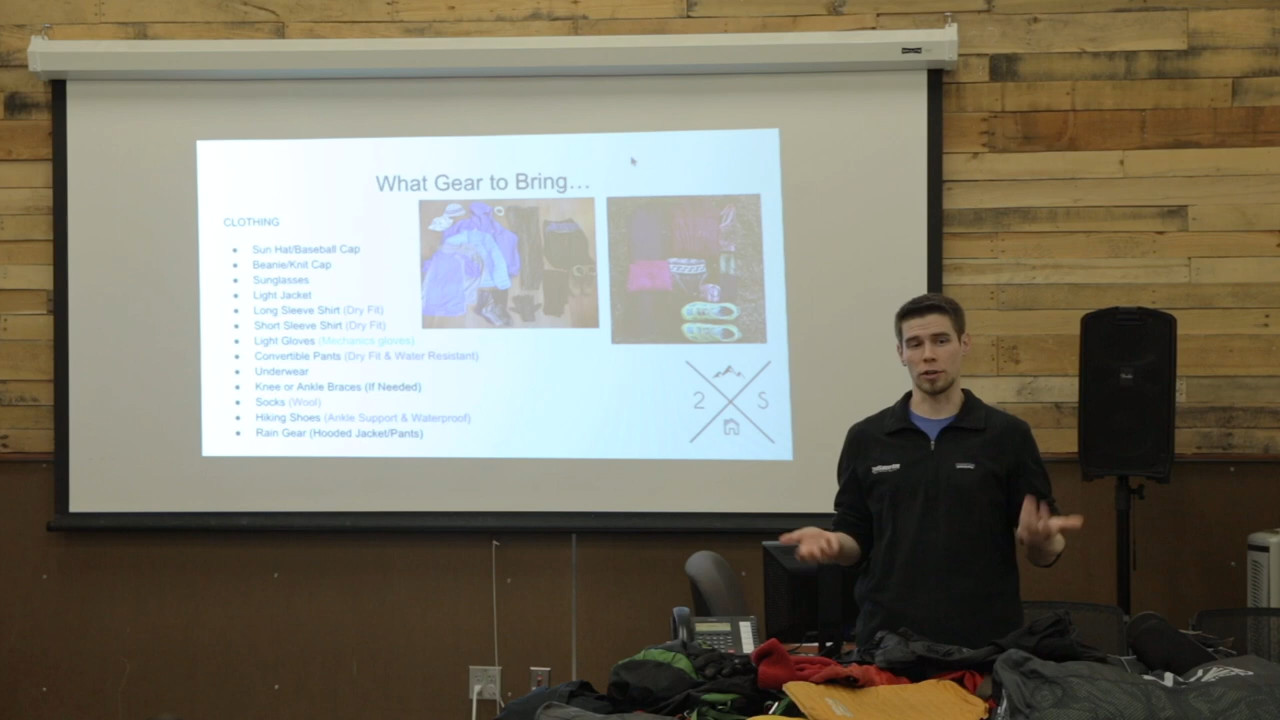 What Gear to Bring...
CLOTHING
Sun Hat/Baseball Cap
Beanie/Knit Cap
Sunglasses
Light Jacket
Long Sleeve Shirt (Dry Fit)
Short Sleeve Shirt (Dry Fit)
Light Gloves (Mechanics gloves)
Convertible Pants (Dry Fit & Water Resistant)
Underwear
Knee or Ankle Braces (If Needed)
Socks (Wool)
Hiking Shoes (Ankle Support & Waterproof)
Rain Gear (Hooded Jacket/Pants)
2 S